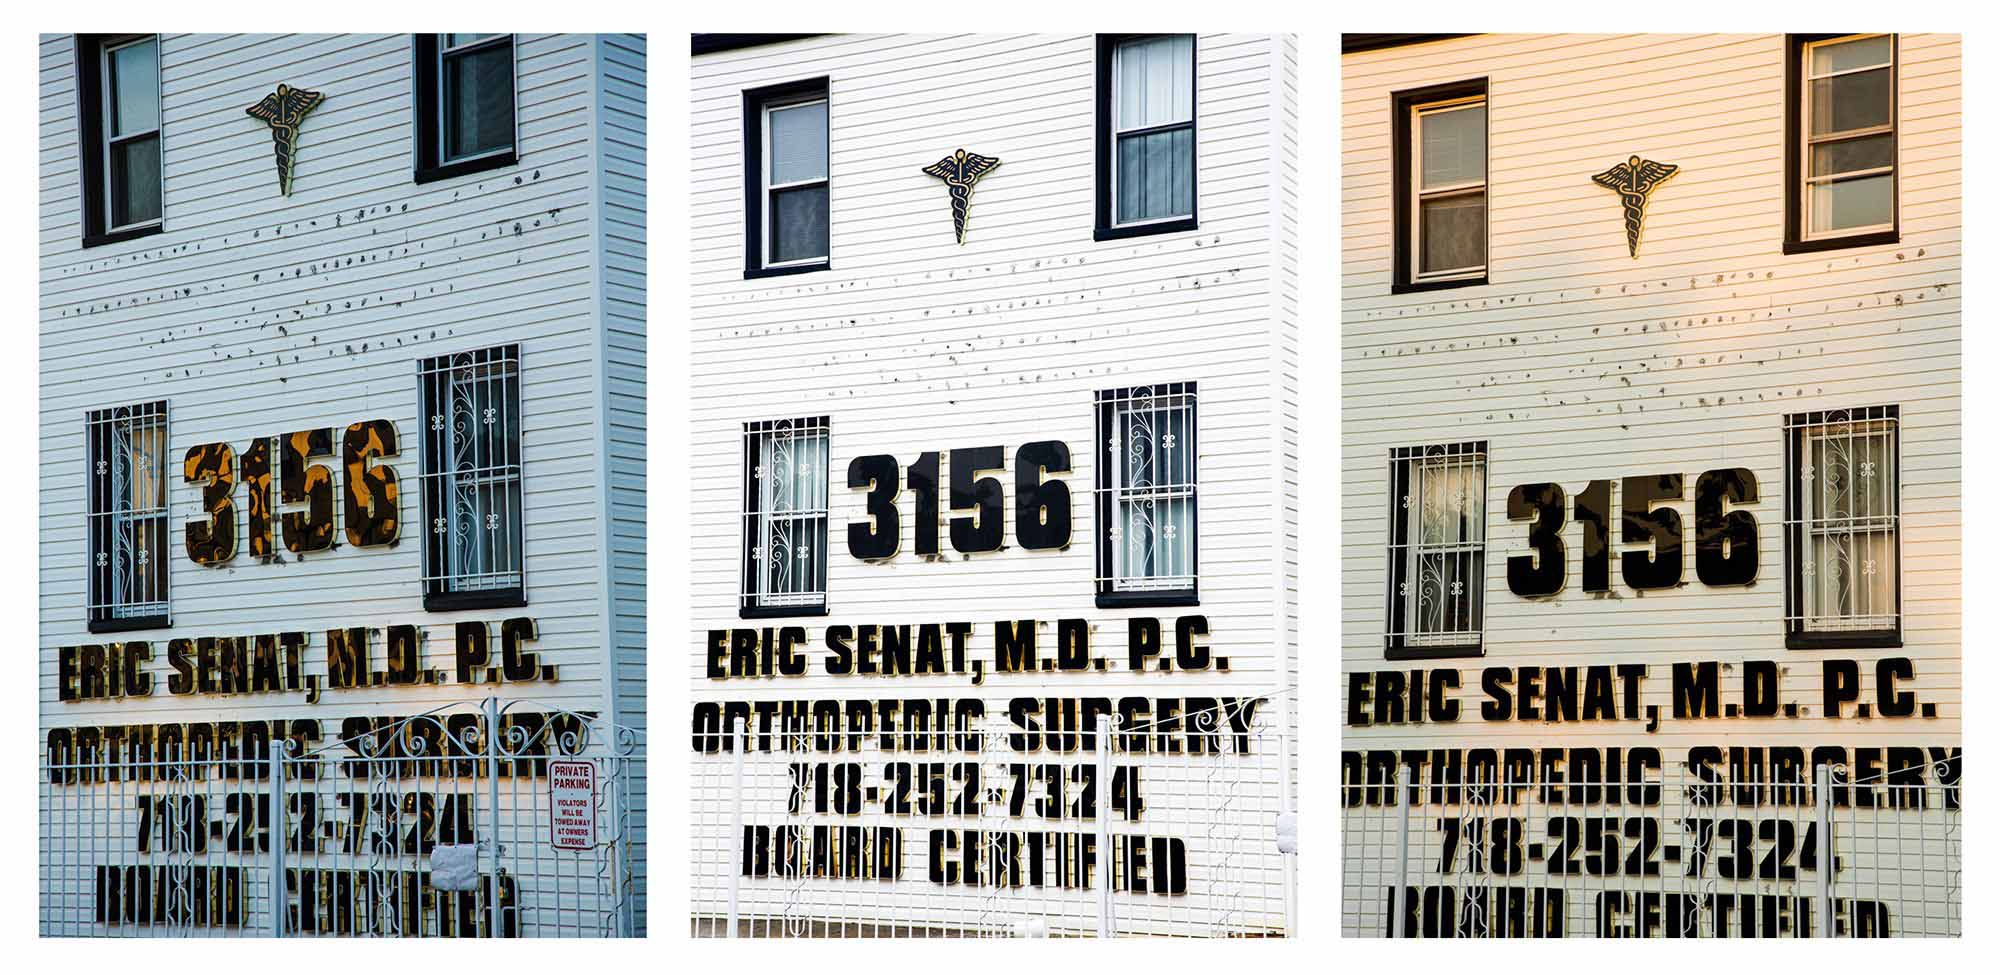 3156
ERIC SENAT, M.D. P.C.
ORTHOPEDIC SURGERY
718-252-7324
BOARD CERTIFIED
PRIVATE
PARKING
VIOLATORS
WILL BE
TOWED AWAY
AT OWNERS
EXPENSE
3156
ERIC SENAT, M.D. P.C.
ORTHOPEDIC SURGERY
718-252-7324
BOARD CERTIFIED
3156
ERIC SENAT, M.D. P.C.
ORTHOPEDIC SURGERY
718-252-7324
BOARD CERTIFIED